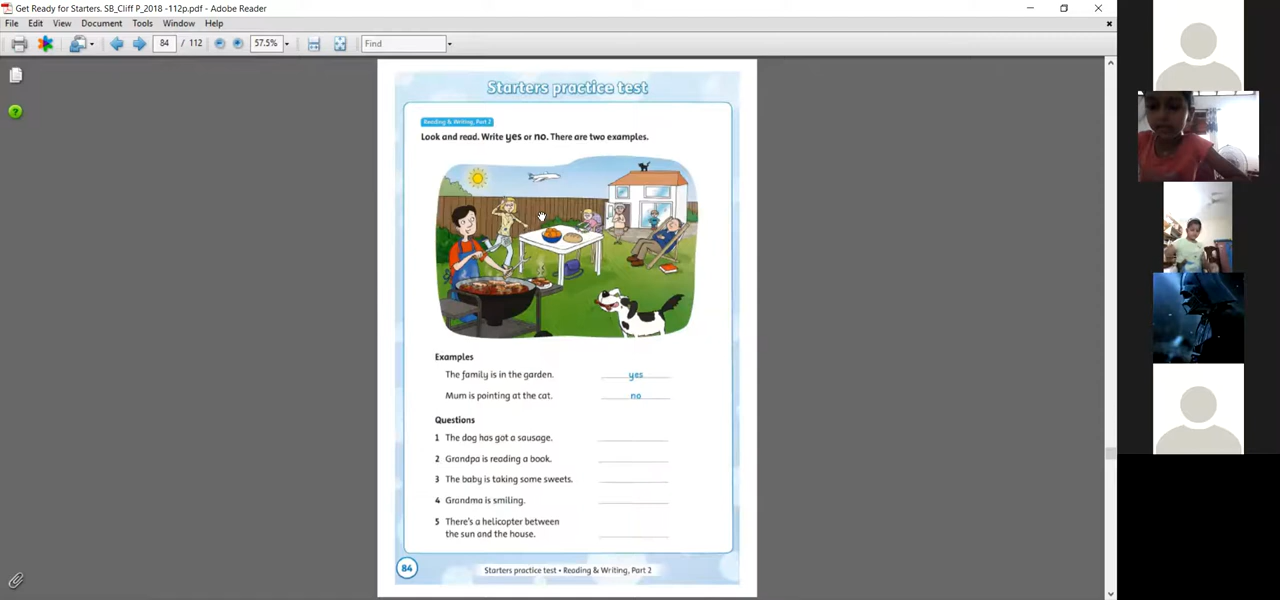 Get Ready for Starters. SB_Cliff P_2018 -112p.pdf - Adobe Reader
File Edit View Document Tools Window Help
84 / 112 57.5% Find
Starters practice test
Reading & Writing, Part 2
Look and read. Write yes or no. There are two examples.
Examples
The family is in the garden. yes
Mum is pointing at the cat. no
Questions
1 The dog has got a sausage.
2 Grandpa is reading a book.
3 The baby is taking some sweets.
4 Grandma is smiling.
5 There's a helicopter between
the sun and the house.
84
Starters practice test • Reading & Writing, Part 2